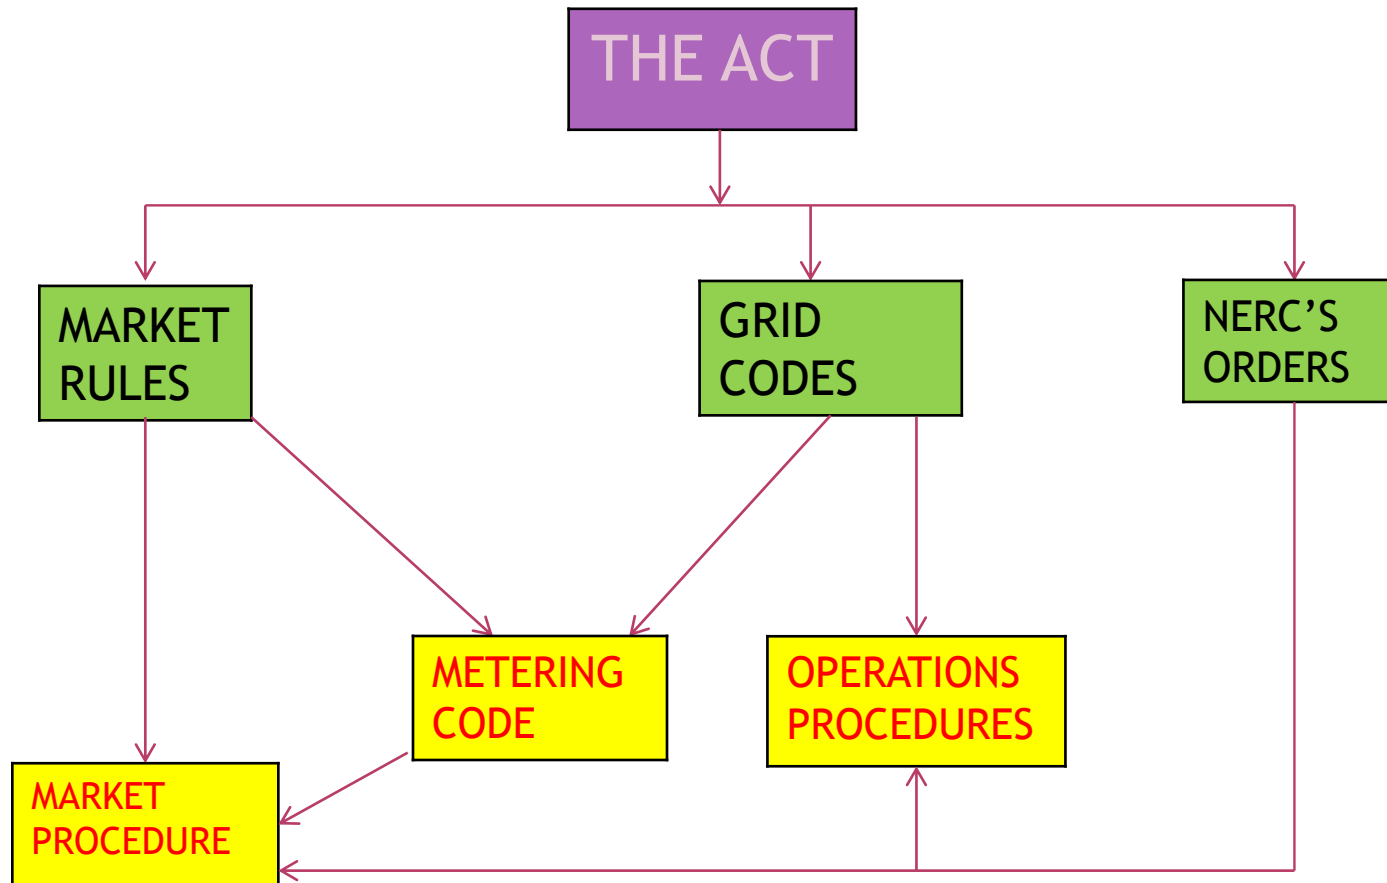 THE ACT
MARKET
RULES
GRID
CODES
NERC’S
ORDERS
METERING
CODE
OPERATIONS
PROCEDURES
MARKET
PROCEDURE